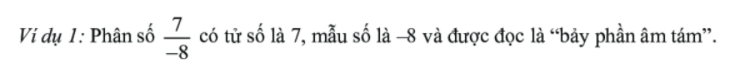 Ví dụ 1: Phân số \frac{7}{-8} có tử số là 7, mẫu số là –8 và được đọc là “bảy phần âm tám”.